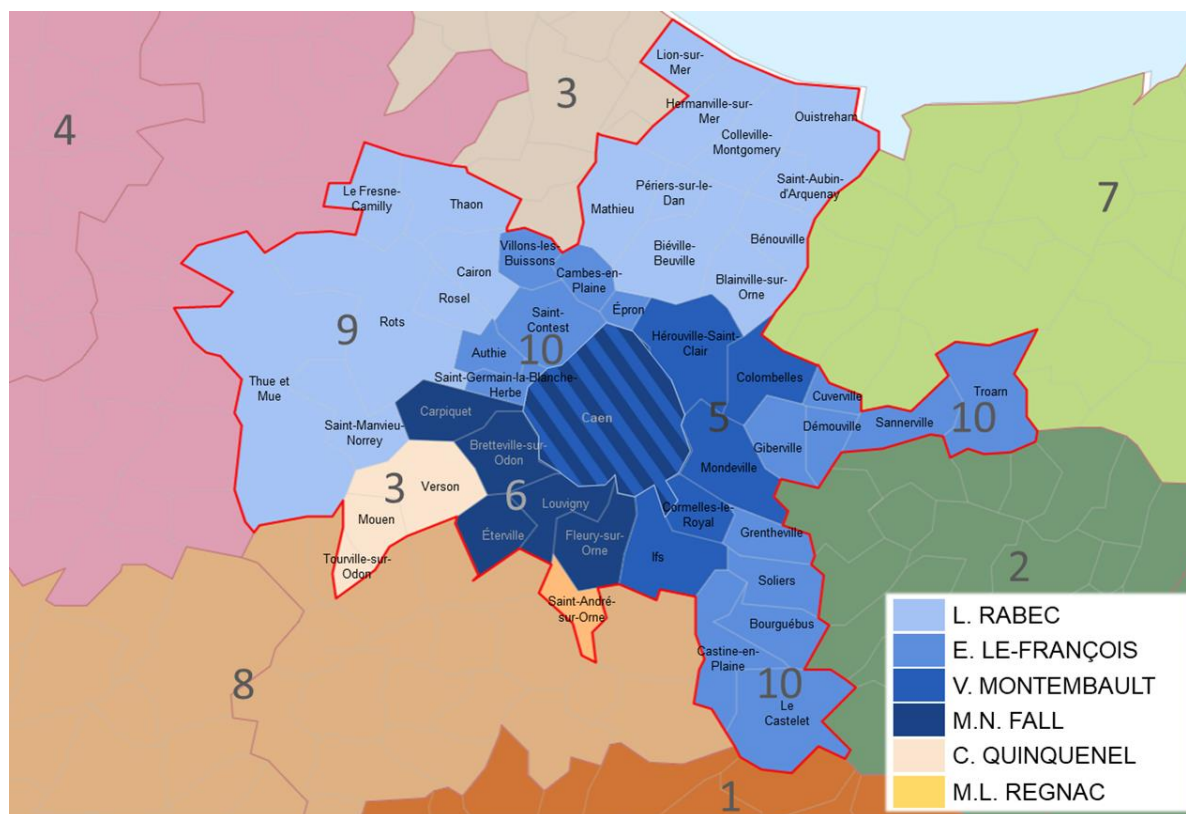 Lion-sur-
Mer
3
4
Hermanville-sur-
Mer
Ouistreham
Colleville-
Montgomery
Le Fresne-
Camilly
Thaon
Périers-sur-le-
Dan
Saint-Aubin-
d'Arquenay
7
Mathieu
Villons-les-
Buissons
Biéville-
Beuville
Bénouville
Cairon
Cambes-en-
Plaine
Blainville-sur-
Orne
Rosel
Rots
9
Saint-
Contest
Épron
10
Hérouville-Saint-
Clair
Authie
Thue et
Mue
Saint-Germain-la-Blanche-
Herbe
Colombelles
Cuverville
Troarn
10
Carpiquet
Caen
5
Démouville
Sannerville
Saint-Manvieu-
Norrey
Bretteville-sur-
Odon
Giberville
Mondeville
3
Verson
6
Louvigny
Cormelles-le-
Royal
Mouen
Éterville
Fleury-sur-
Orne
Grentheville
Tourville-sur-
Odon
Ifs
2
Soliers
Saint-André-
sur-Orne
Bourguébus
Castine-en-
Plaine
8
10
Le
Castelet
1
L. RABEC
E. LE-FRANÇOIS
V. MONTEMBAULT
M.N. FALL
C. QUINQUENEL
M.L. REGNAC